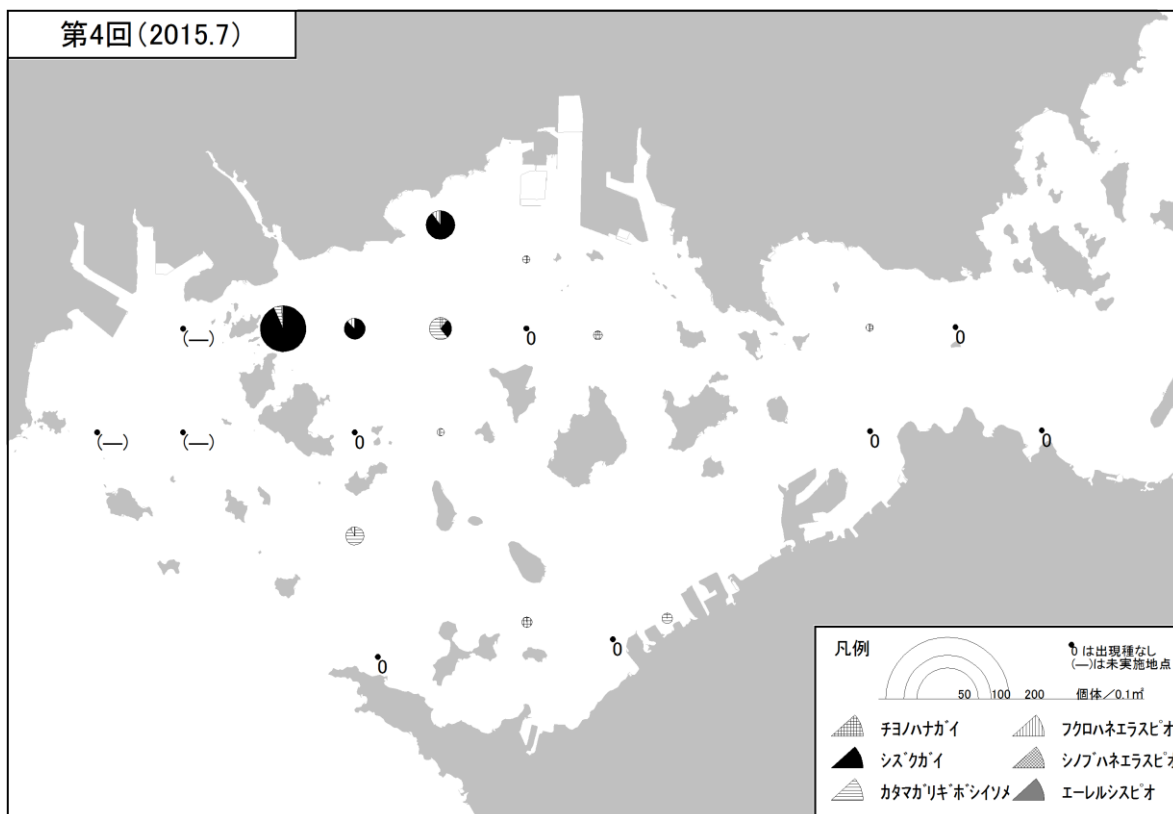 第4回(2015.7)
0
(―)
0
0
(―)
(―)
0
0
0
0
0
凡例
0 は出現種なし
(―)は未実施地点
50 100 200 個体／0.1㎡
チヨノハナガイ フクロハネエラスピオ
シズクガイ シノブハネエラスピオ
カタマガリギボシイソメ エーレルシスピオ